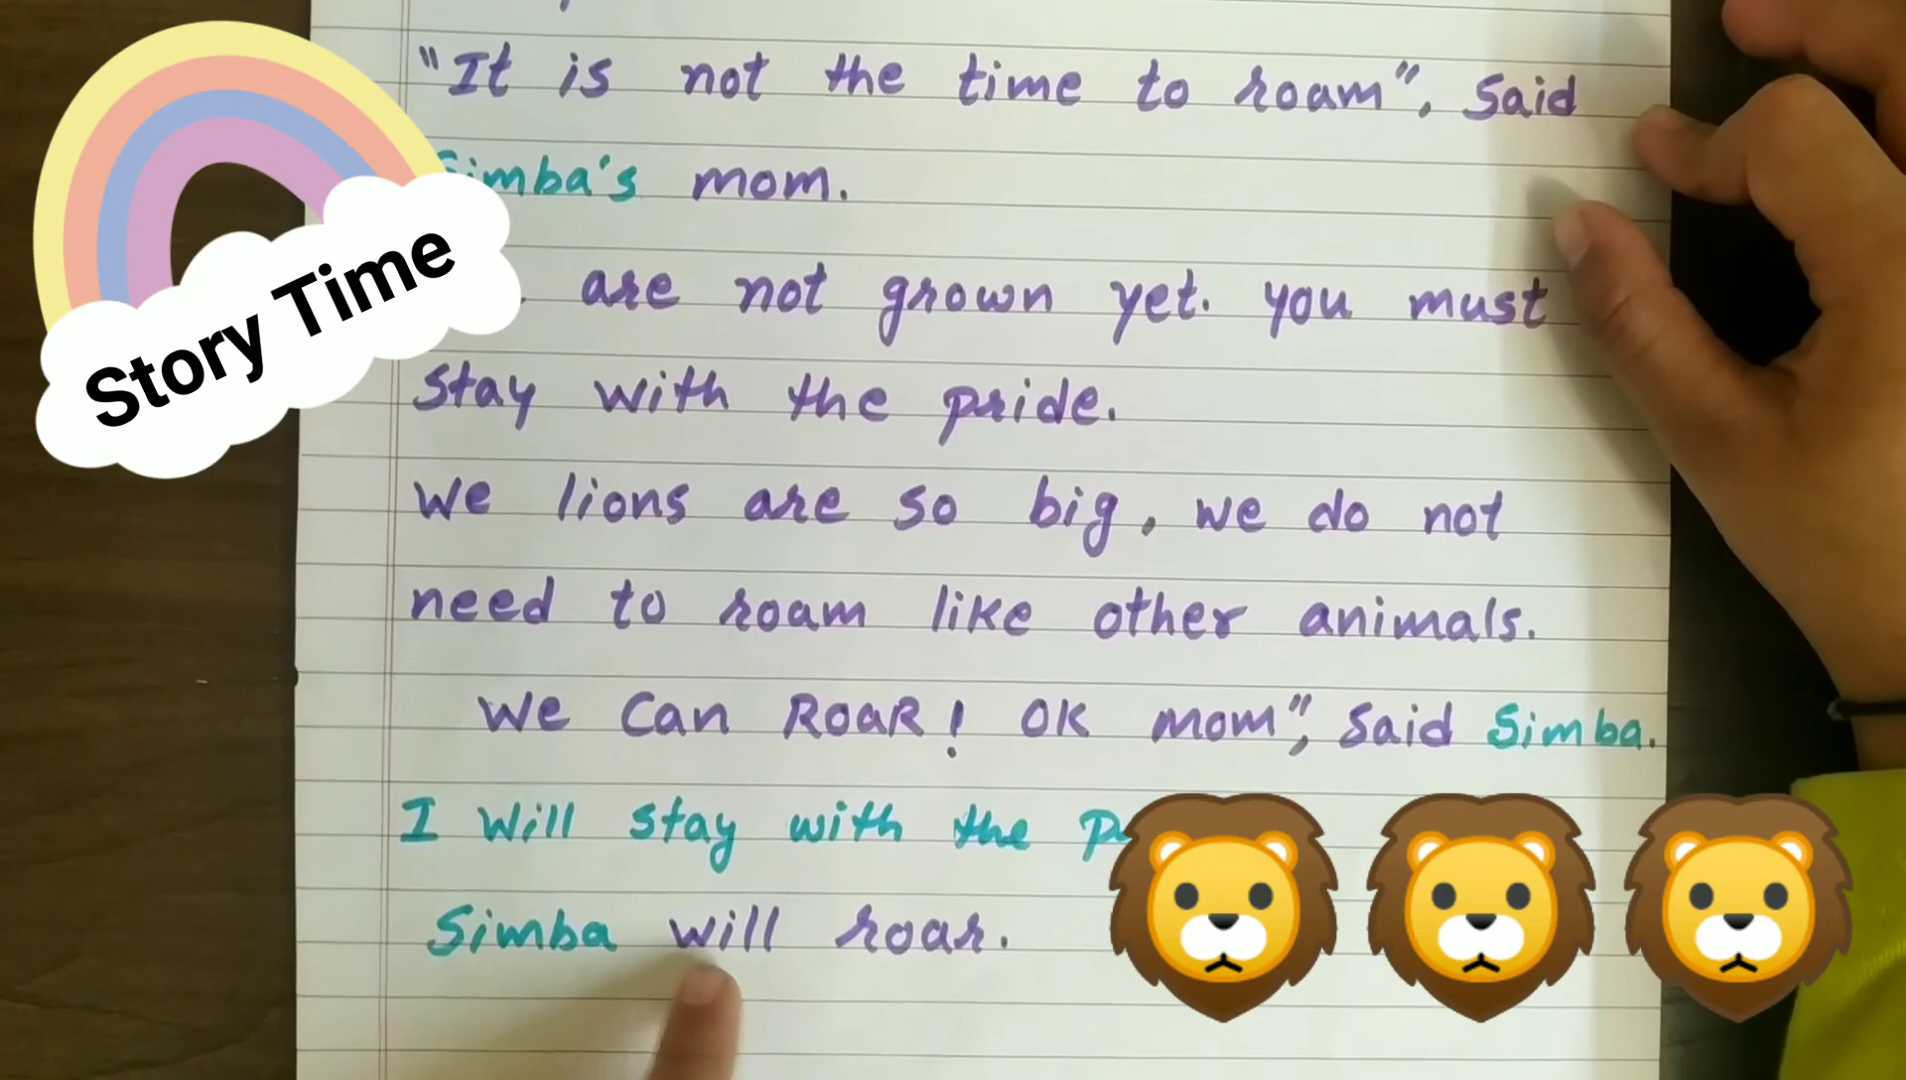 "It is not the time to roam", Said
Simba's mom.
are not grown yet. you must
Stay with the pride.
We lions are so big, we do not
need to roam like other animals.
We Can ROAR! OK mom", Said Simba.
I Will stay with the
Simba will roar.
Story Time